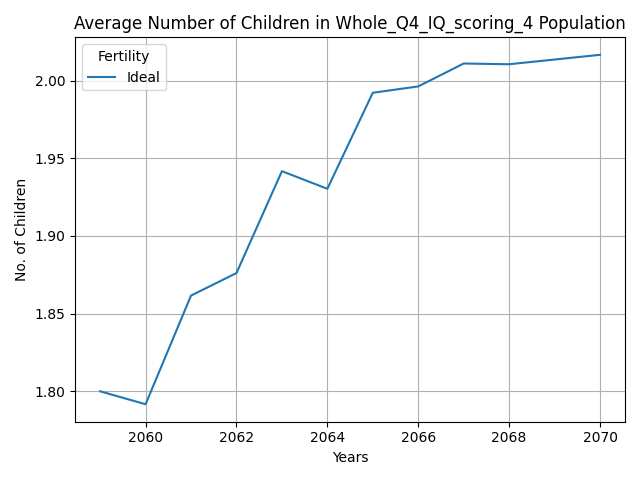 Average Number of Children in Whole_Q4_IQ_scoring_4 Population
Fertility
Ideal
No. of Children
2.00
1.95
1.90
1.85
1.80
2060 2062 2064 2066 2068 2070
Years